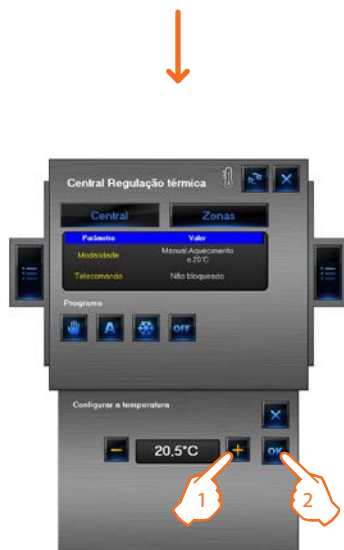 Central Regulação térmica
Central Zonas
Parâmetro Valor
Modalidade Manual Aquecimento
a 20°C
Telecomando Não bloqueado
Programa
A OFF
Configurar a temperatura
- 20,5°C + OK
1 2